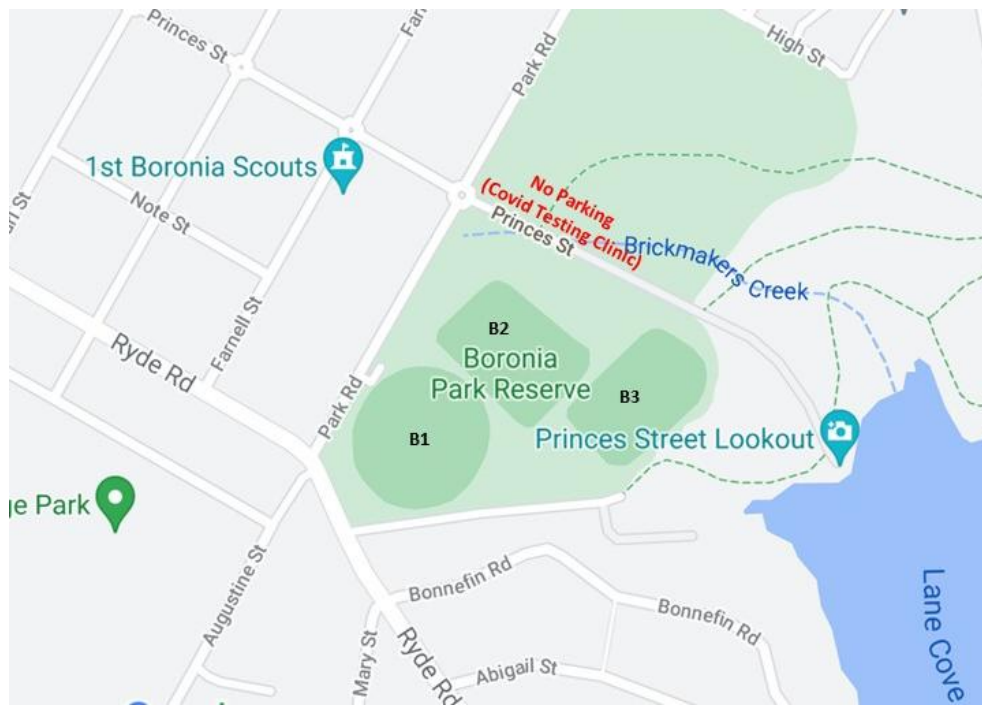 Princes St
Farn
Park Rd
High St
1st Boronia Scouts
Note St
No Parking
(Covid Testing Clinic)
Princes St
Brickmakers Creek
Farnell St
Ryde Rd
B2
Boronia
Park Reserve
B3
Park Rd
B1
Princes Street Lookout
ge Park
Augustine St
Bonnefin Rd
Bonnefin Rd
Mary St
Ryde Rd
Abigail St
Lane Cove